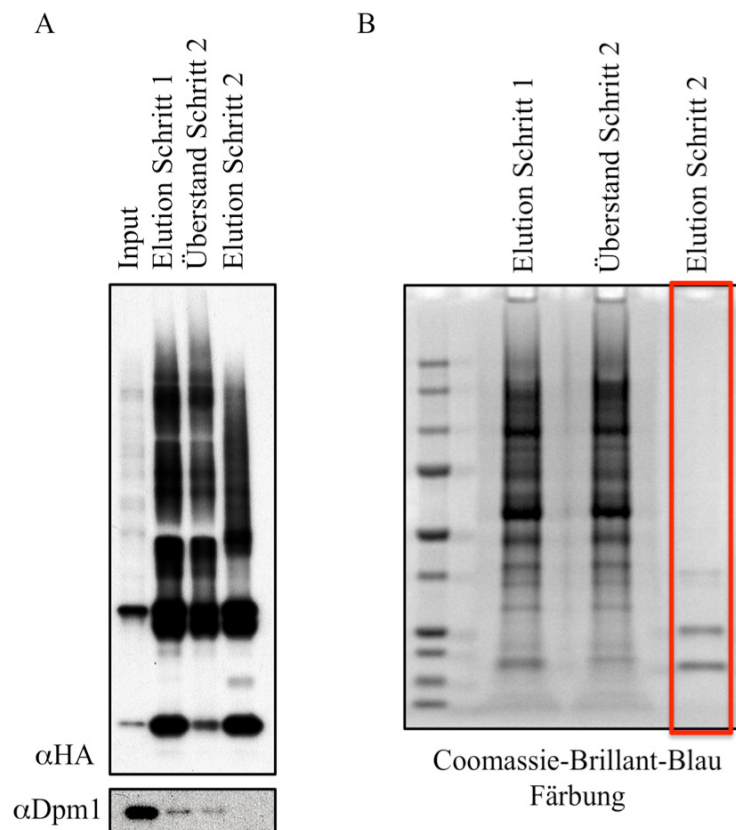 A
Input
Elution Schritt 1
Überstand Schritt 2
Elution Schritt 2
αHA
αDpm1
B
Elution Schritt 1
Überstand Schritt 2
Elution Schritt 2
Coomassie-Brillant-Blau
Färbung